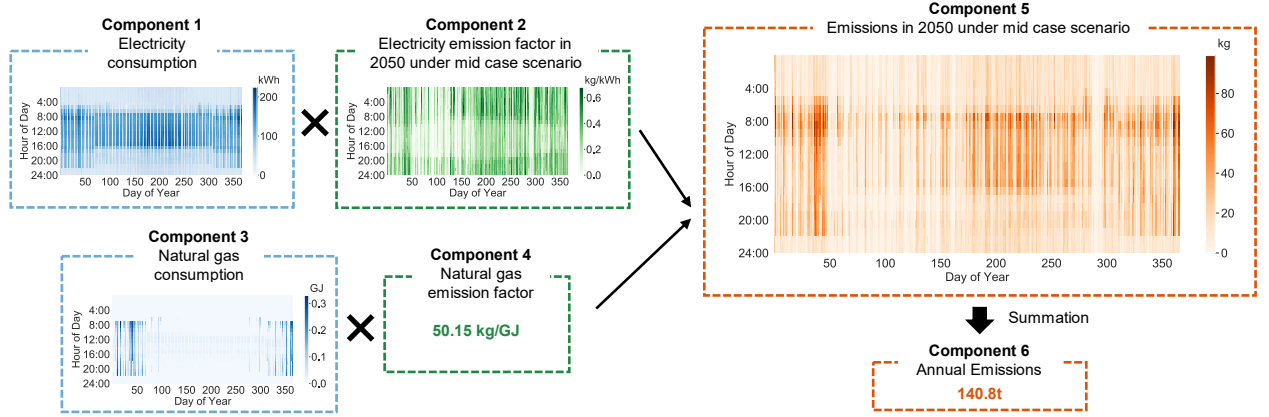 Component 1
Electricity
consumption
kWh
200
100
0
Hour of Day
4:00
8:00
12:00
16:00
20:00
24:00
50 100 150 200 250 300 350
Day of Year
Component 2
Electricity emission factor in
2050 under mid case scenario
kg/kWh
0.6
0.4
0.2
0.0
Hour of Day
4:00
8:00
12:00
16:00
20:00
24:00
50 100 150 200 250 300 350
Day of Year
Component 3
Natural gas
consumption
GJ
0.3
0.2
0.1
0.0
Hour of Day
4:00
8:00
12:00
16:00
20:00
24:00
50 100 150 200 250 300 350
Day of Year
Component 4
Natural gas
emission factor
50.15 kg/GJ
Component 5
Emissions in 2050 under mid case scenario
kg
80
60
40
20
0
Hour of Day
4:00
8:00
12:00
16:00
20:00
24:00
50 100 150 200 250 300 350
Day of Year
Summation
Component 6
Annual Emissions
140.8t